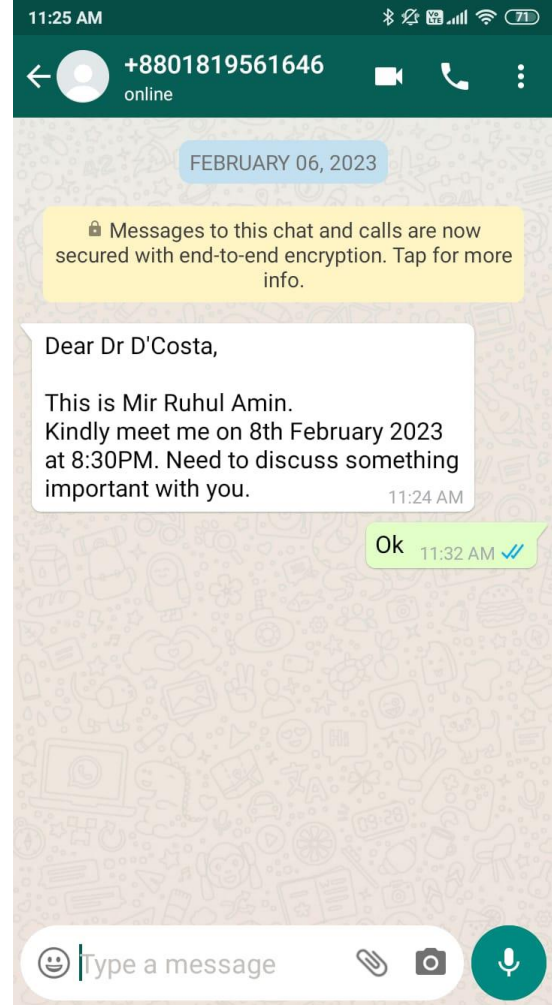 11:25 AM
71
+8801819561646
online
FEBRUARY 06, 2023
Messages to this chat and calls are now
secured with end-to-end encryption. Tap for more
info.
Dear Dr D'Costa,
This is Mir Ruhul Amin.
Kindly meet me on 8th February 2023
at 8:30PM. Need to discuss something
important with you.
11:24 AM
Ok
11:32 AM
Type a message